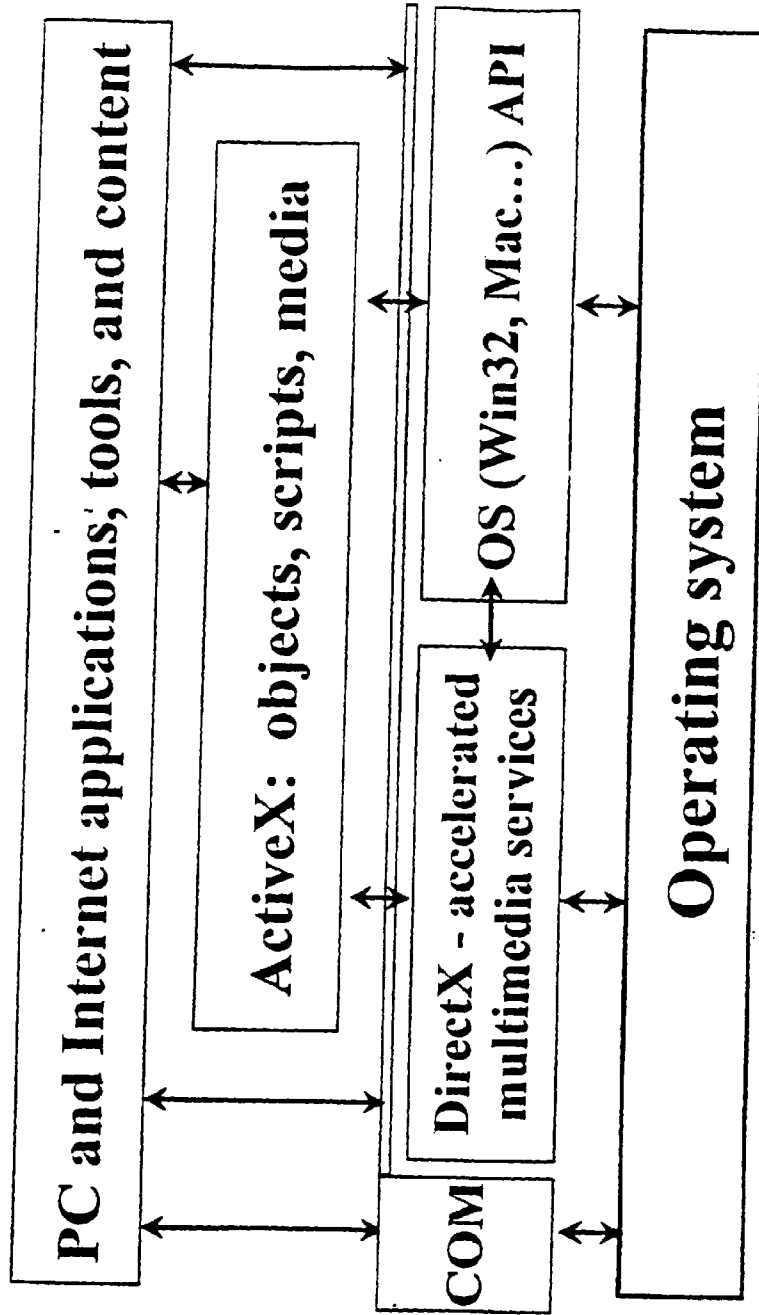 PC and Internet applications, tools, and content
ActiveX: objects, scripts, media
COM
DirectX - accelerated
multimedia services
OS (Win32, Mac...) API
Operating system